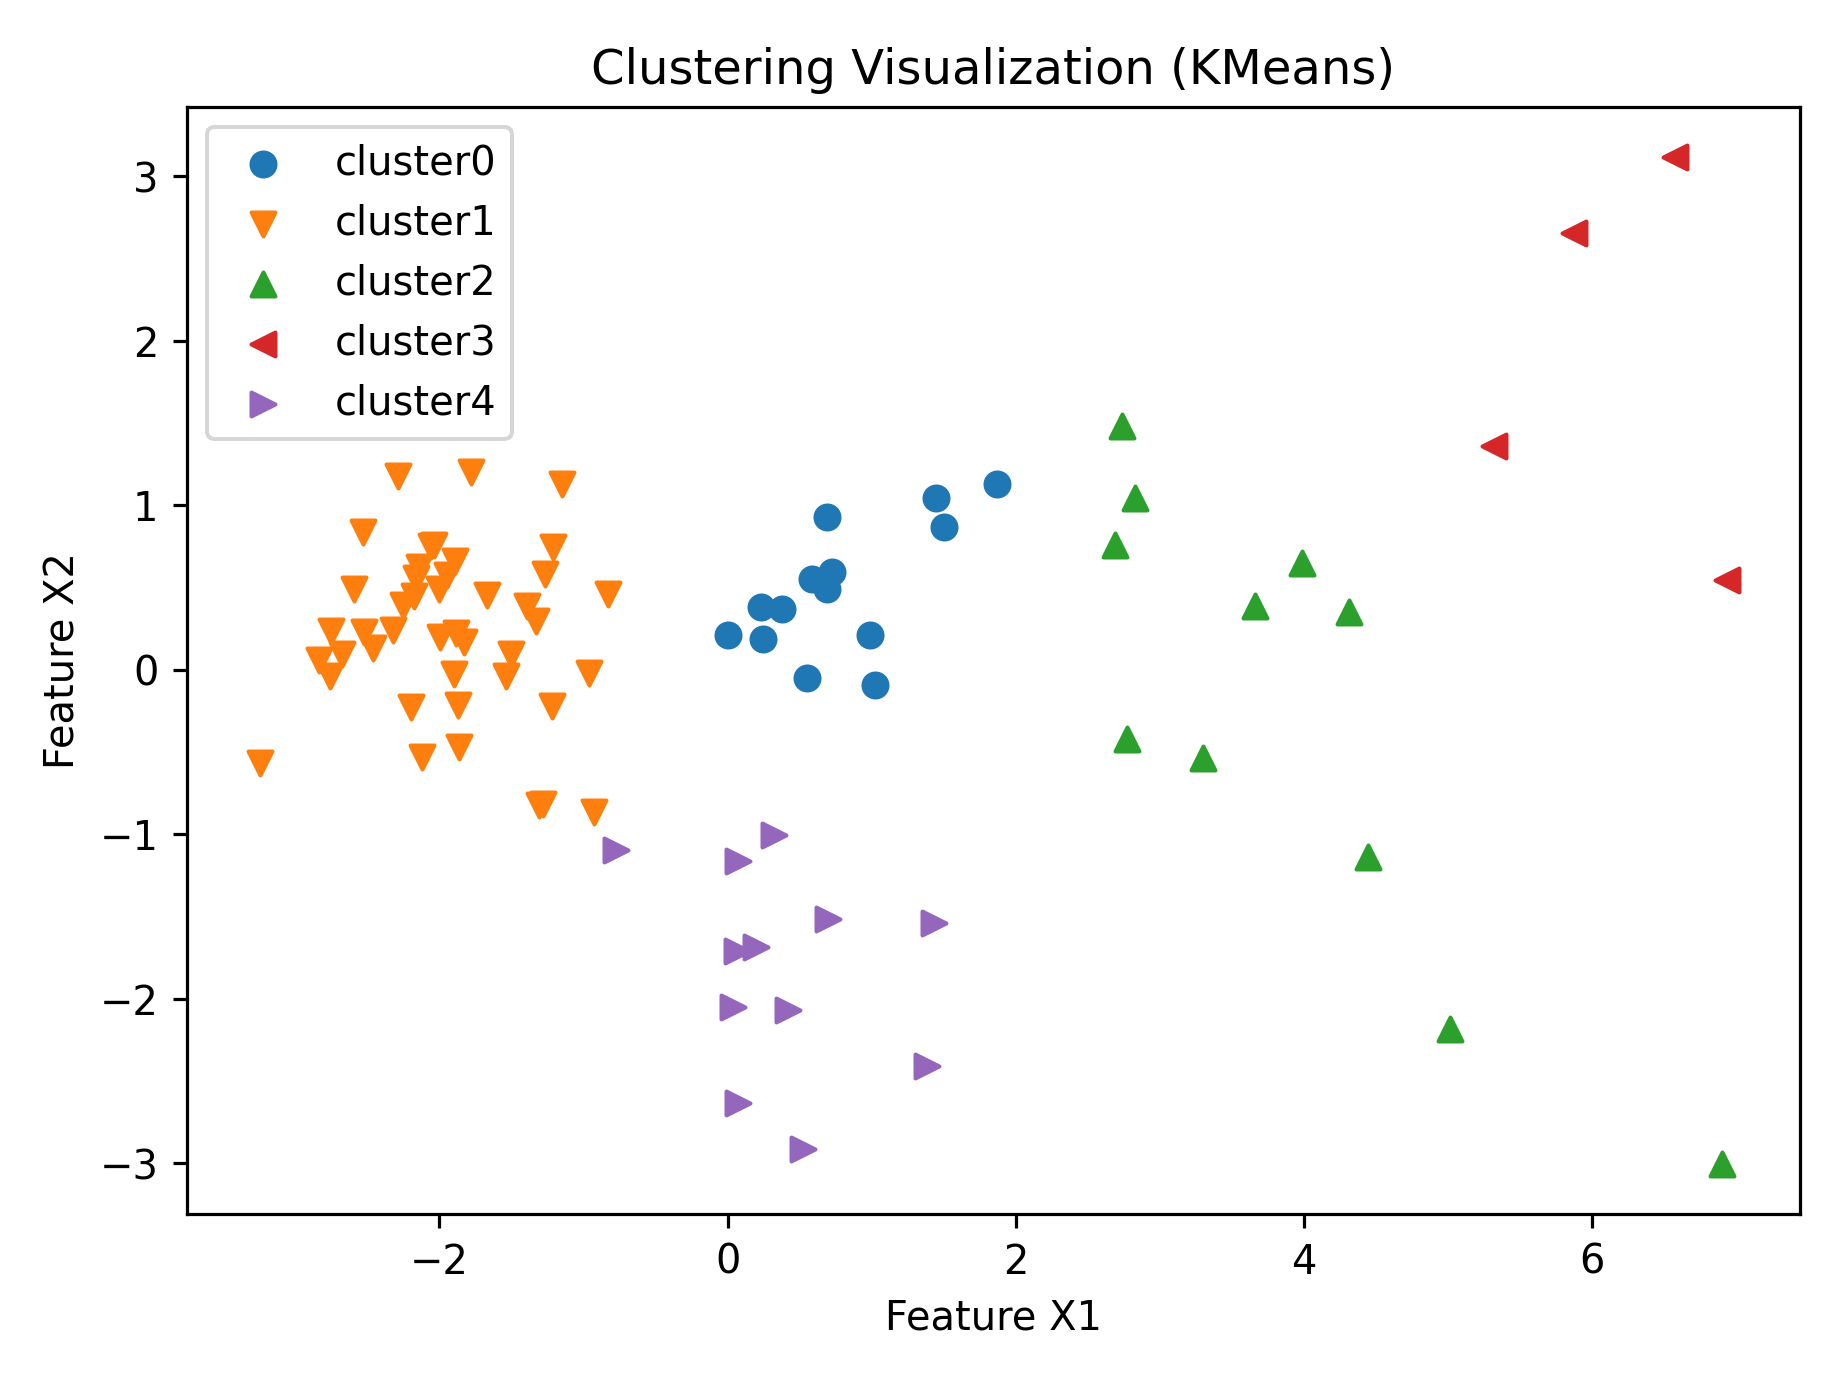 Clustering Visualization (KMeans)
cluster0
cluster1
cluster2
cluster3
cluster4
3
2
1
0
−1
−2
−3
Feature X2
−2 0 2 4 6
Feature X1